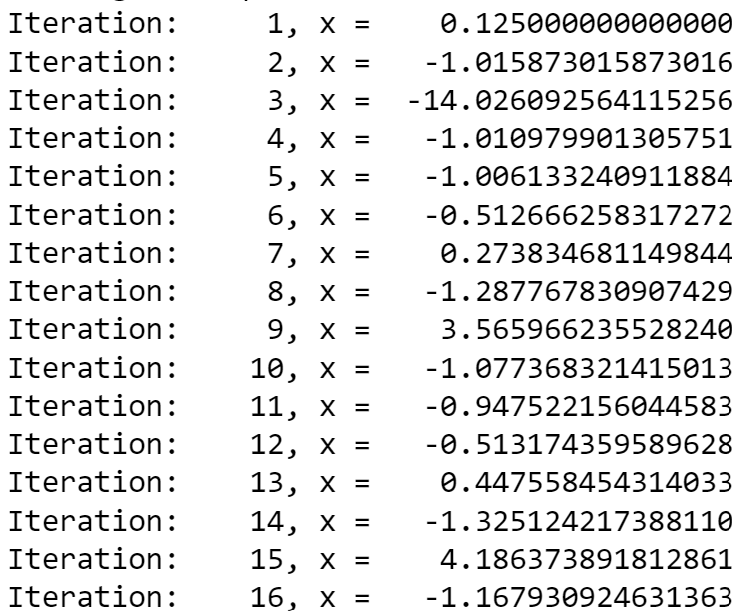 Iteration: 1, x = 0.125000000000000
Iteration: 2, x = -1.015873015873016
Iteration: 3, x = -14.026092564115256
Iteration: 4, x = -1.010979901305751
Iteration: 5, x = -1.006133240911884
Iteration: 6, x = -0.512666258317272
Iteration: 7, x = 0.273834681149844
Iteration: 8, x = -1.287767830907429
Iteration: 9, x = 3.565966235528240
Iteration: 10, x = -1.077368321415013
Iteration: 11, x = -0.947522156044583
Iteration: 12, x = -0.513174359589628
Iteration: 13, x = 0.447558454314033
Iteration: 14, x = -1.325124217388110
Iteration: 15, x = 4.186373891812861
Iteration: 16, x = -1.167930924631363